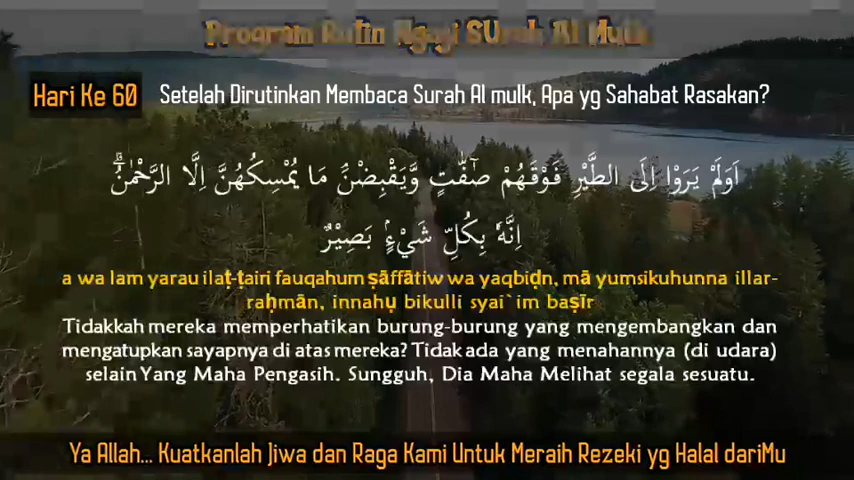 Program Rutin Ngaji SUrah Al Mulk
Hari Ke 60
Setelah Dirutinkan Membaca Surah Al mulk, Apa yg Sahabat Rasakan?
اَوَلَمْ يَرَوْا اِلَى الطَّيْرِ فَوْقَهُمْ صٰۤفّٰتٍ وَّيَقْبِضْنَۘ مَا يُمْسِكُهُنَّ اِلَّا الرَّحْمٰنُۗ
اِنَّهٗ بِكُلِّ شَيْءٍۢ بَصِيْرٌ
a wa lam yarau ilaṭ-ṭairi fauqahum ṣāffātiw wa yaqbiḍn, mā yumsikuhunna illar-
raḥmān, innahụ bikulli syai`im baṣīr
Tidakkah mereka memperhatikan burung-burung yang mengembangkan dan
mengatupkan sayapnya di atas mereka? Tidak ada yang menahannya (di udara)
selain Yang Maha Pengasih. Sungguh, Dia Maha Melihat segala sesuatu.
Ya Allah... Kuatkanlah Jiwa dan Raga Kami Untuk Meraih Rezeki yg Halal dariMu